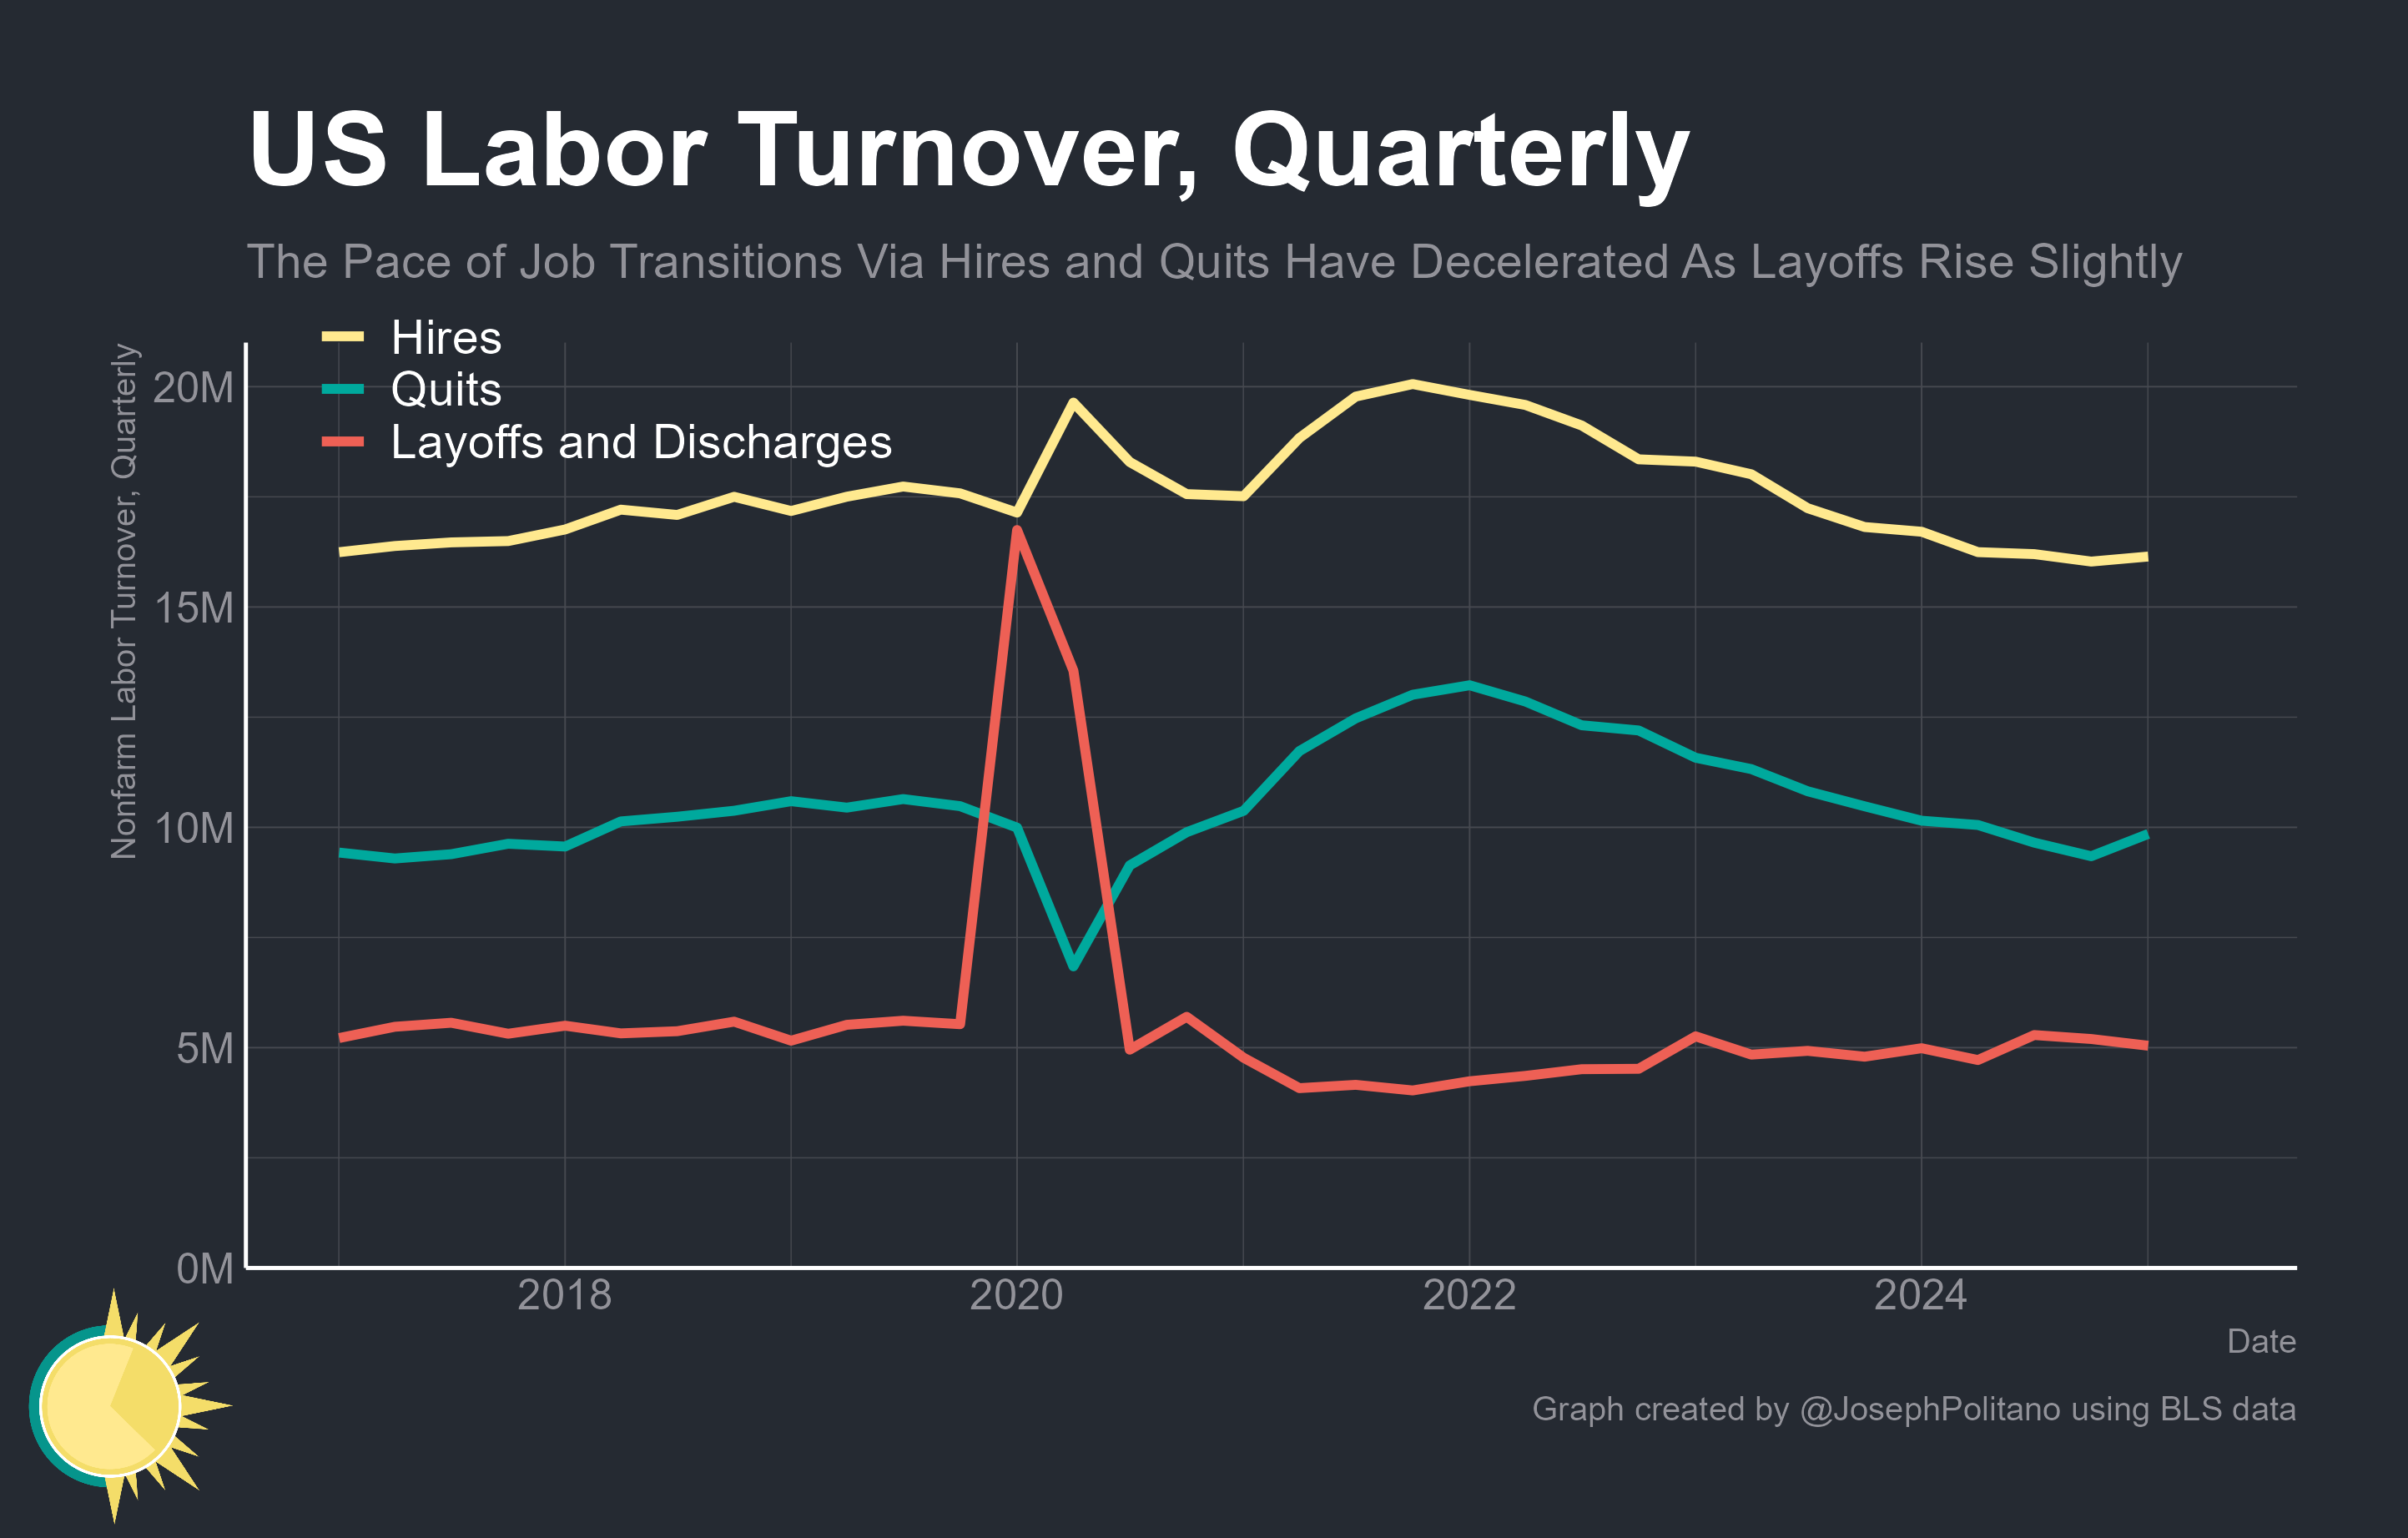 US Labor Turnover, Quarterly
The Pace of Job Transitions Via Hires and Quits Have Decelerated As Layoffs Rise Slightly
Hires
Quits
Layoffs and Discharges
Nonfarm Labor Turnover, Quarterly
20M
15M
10M
5M
0M
2018
2020
2022
2024
Date
Graph created by @JosephPolitano using BLS data